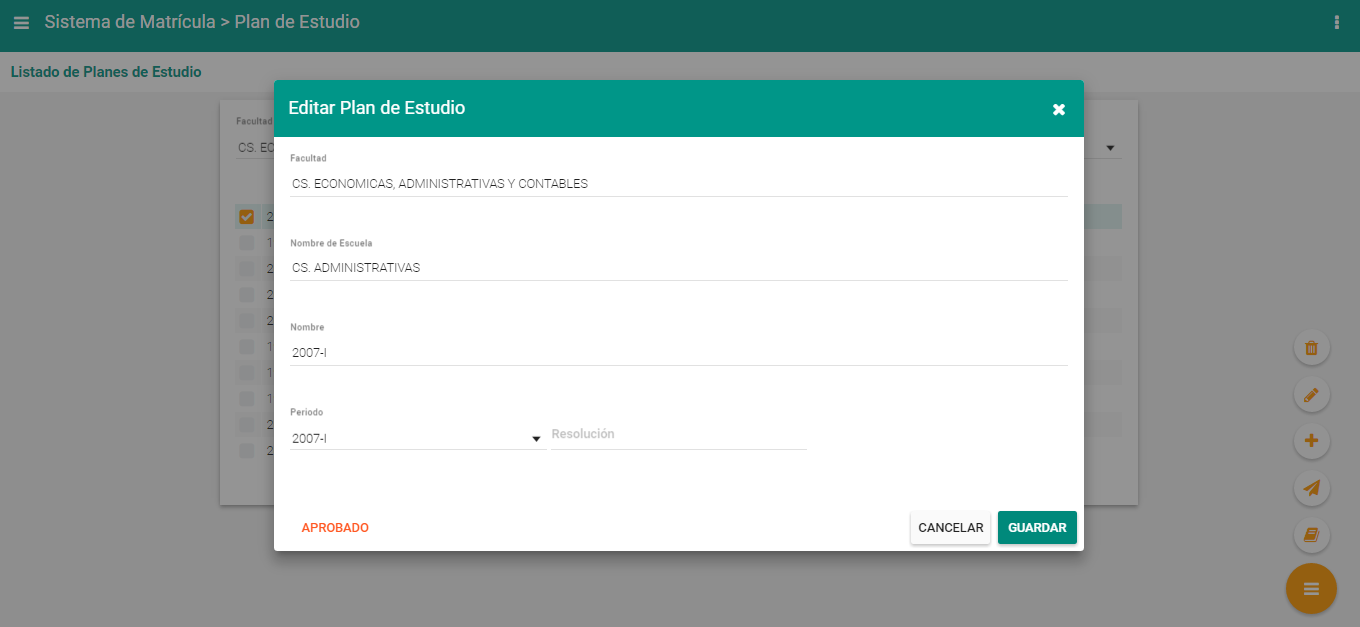 Sistema de Matrícula > Plan de Estudio
Listado de Planes de Estudio
Facultad
CS. EC
Editar Plan de Estudio
Facultad
CS. ECONOMICAS, ADMINISTRATIVAS Y CONTABLES
Nombre de Escuela
CS. ADMINISTRATIVAS
Nombre
2007-I
Periodo
2007-I
Resolución
APROBADO
CANCELAR
GUARDAR
2
1
2
2
2
1
1
1
2
2